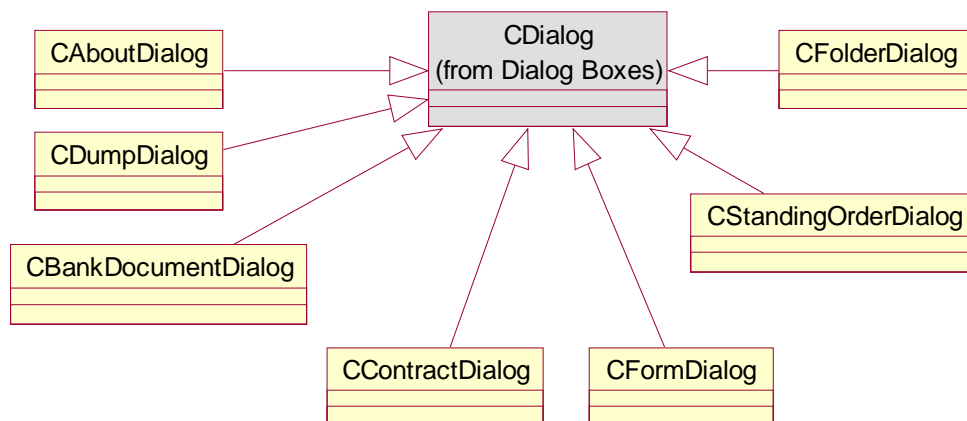 CAboutDialog
CDialog
(from Dialog Boxes)
CFolderDialog
CDumpDialog
CStandingOrderDialog
CBankDocumentDialog
CContractDialog
CFormDialog